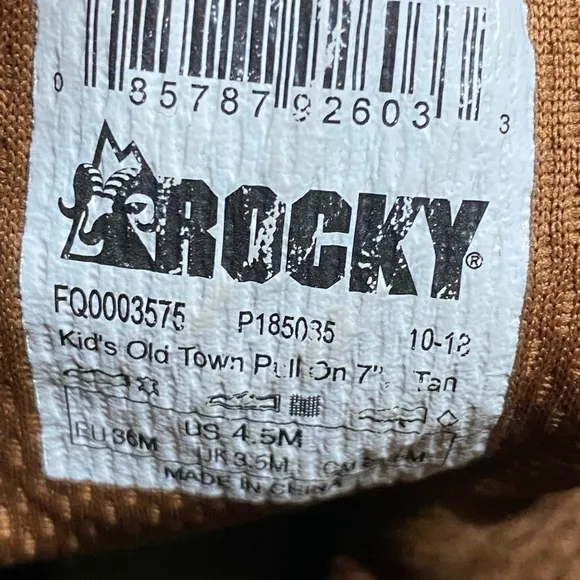 0 85787 92603 3
ROCKY®
FQ0003575 P185035 10-18
Kid's Old Town Pull On 7", Tan
EU 36M US 4.5M
UK 3.5M
MADE IN CHINA